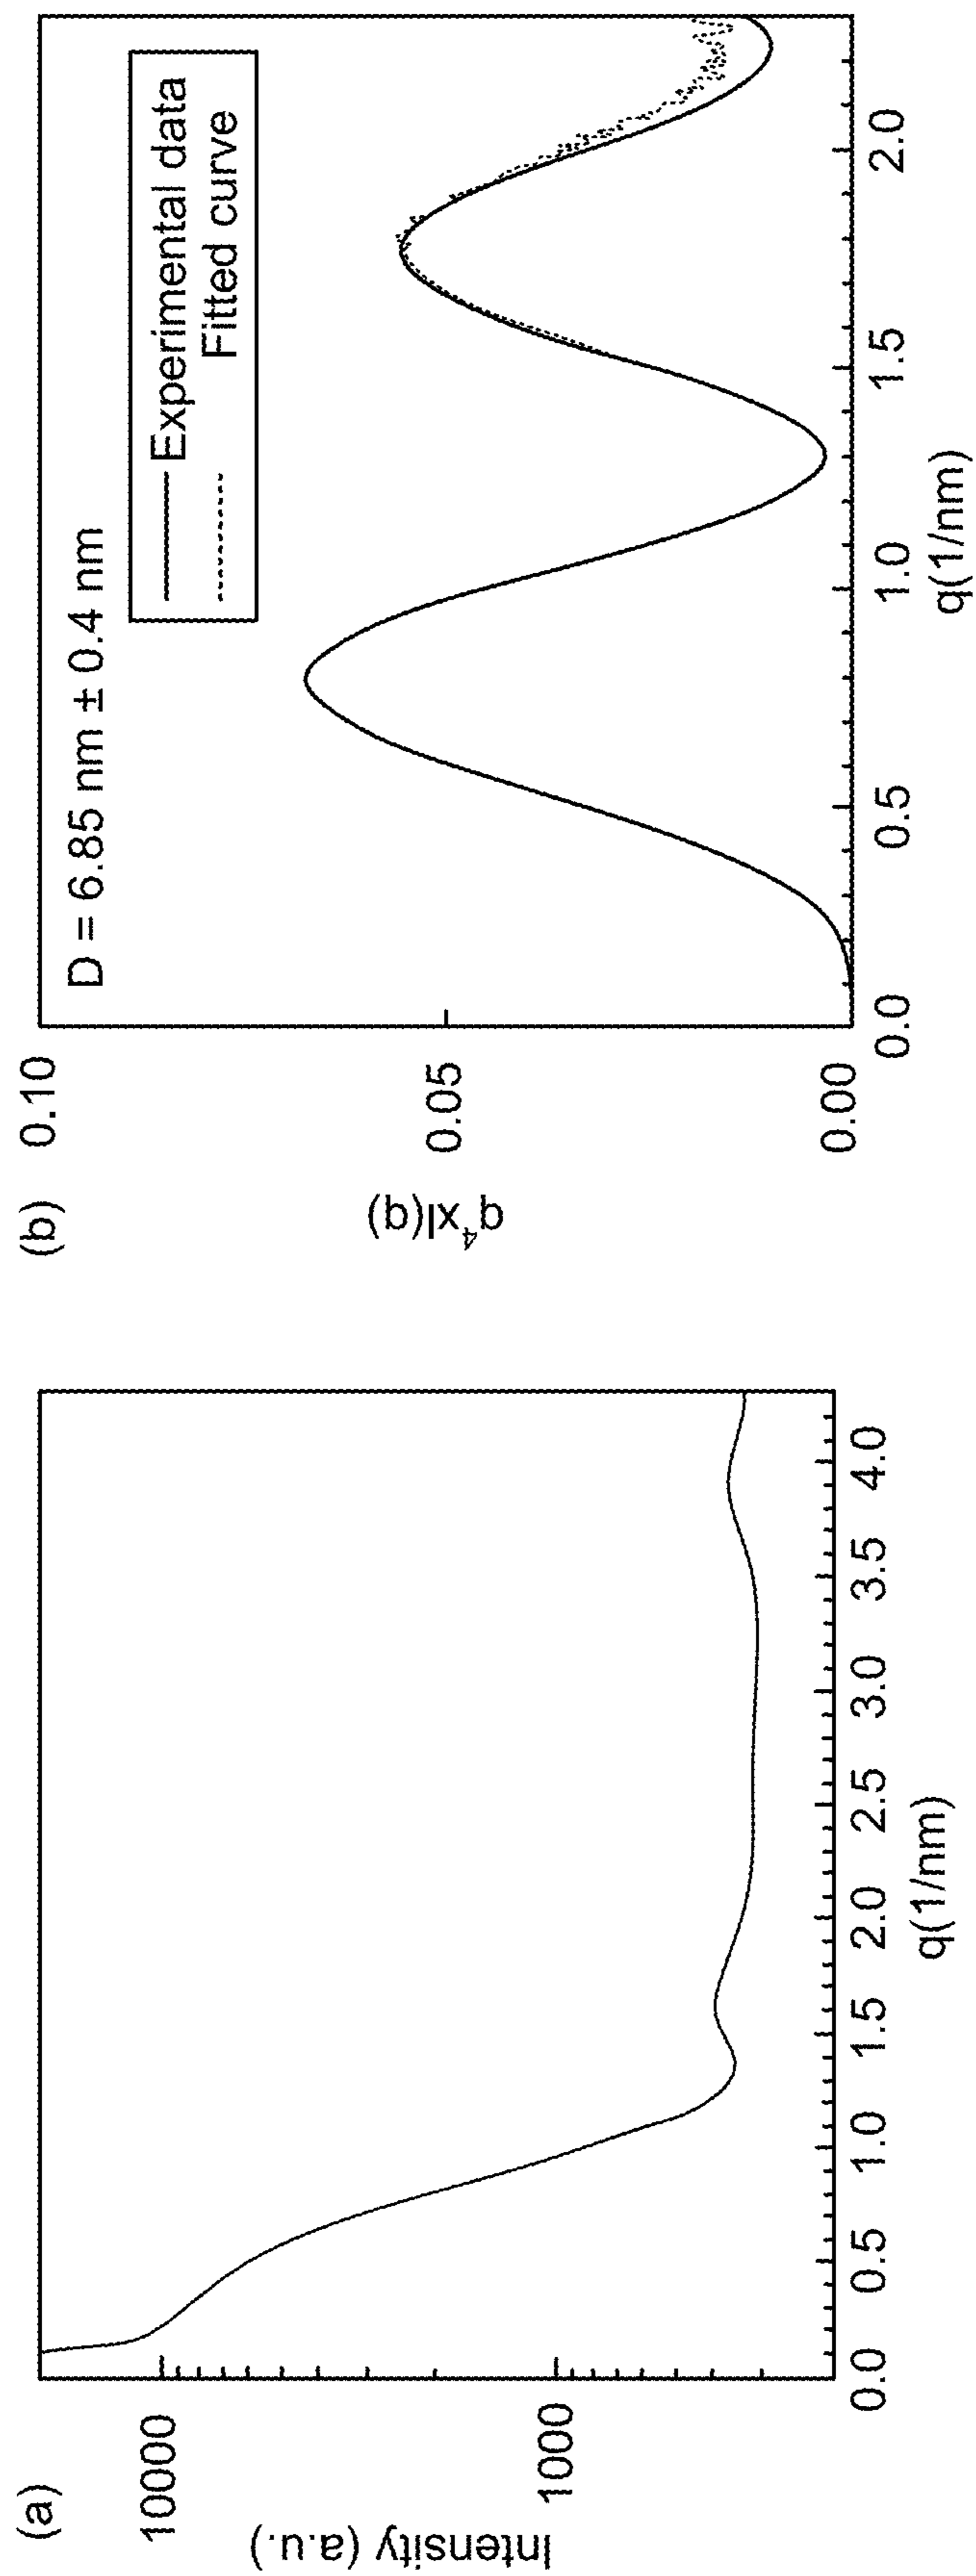 (a)
10000
1000
Intensity (a.u.)
0.0 0.5 1.0 1.5 2.0 2.5 3.0 3.5 4.0
q(1/nm)
(b)
0.10
0.05
0.00
q⁴xI(q)
D = 6.85 nm ± 0.4 nm
Experimental data
Fitted curve
0.0 0.5 1.0 1.5 2.0
q(1/nm)